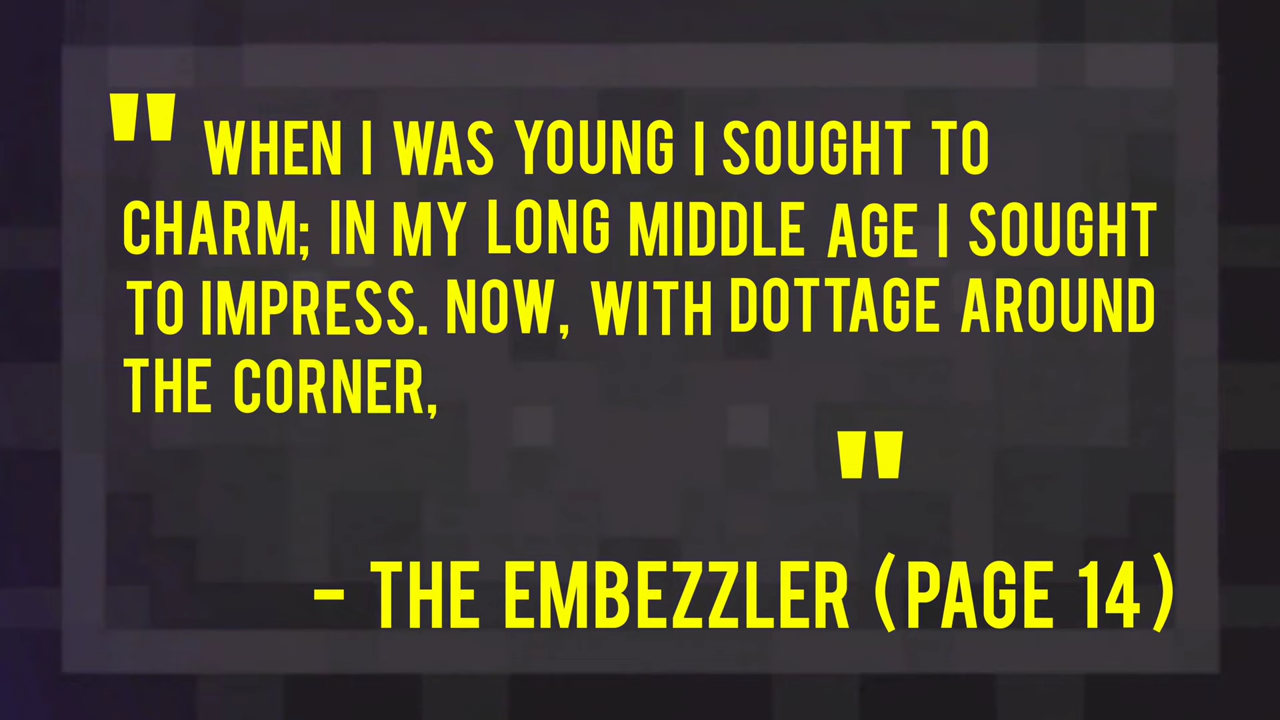 " WHEN I WAS YOUNG I SOUGHT TO
CHARM; IN MY LONG MIDDLE AGE I SOUGHT
TO IMPRESS. NOW, WITH DOTTAGE AROUND
THE CORNER,
"
– THE EMBEZZLER (PAGE 14)